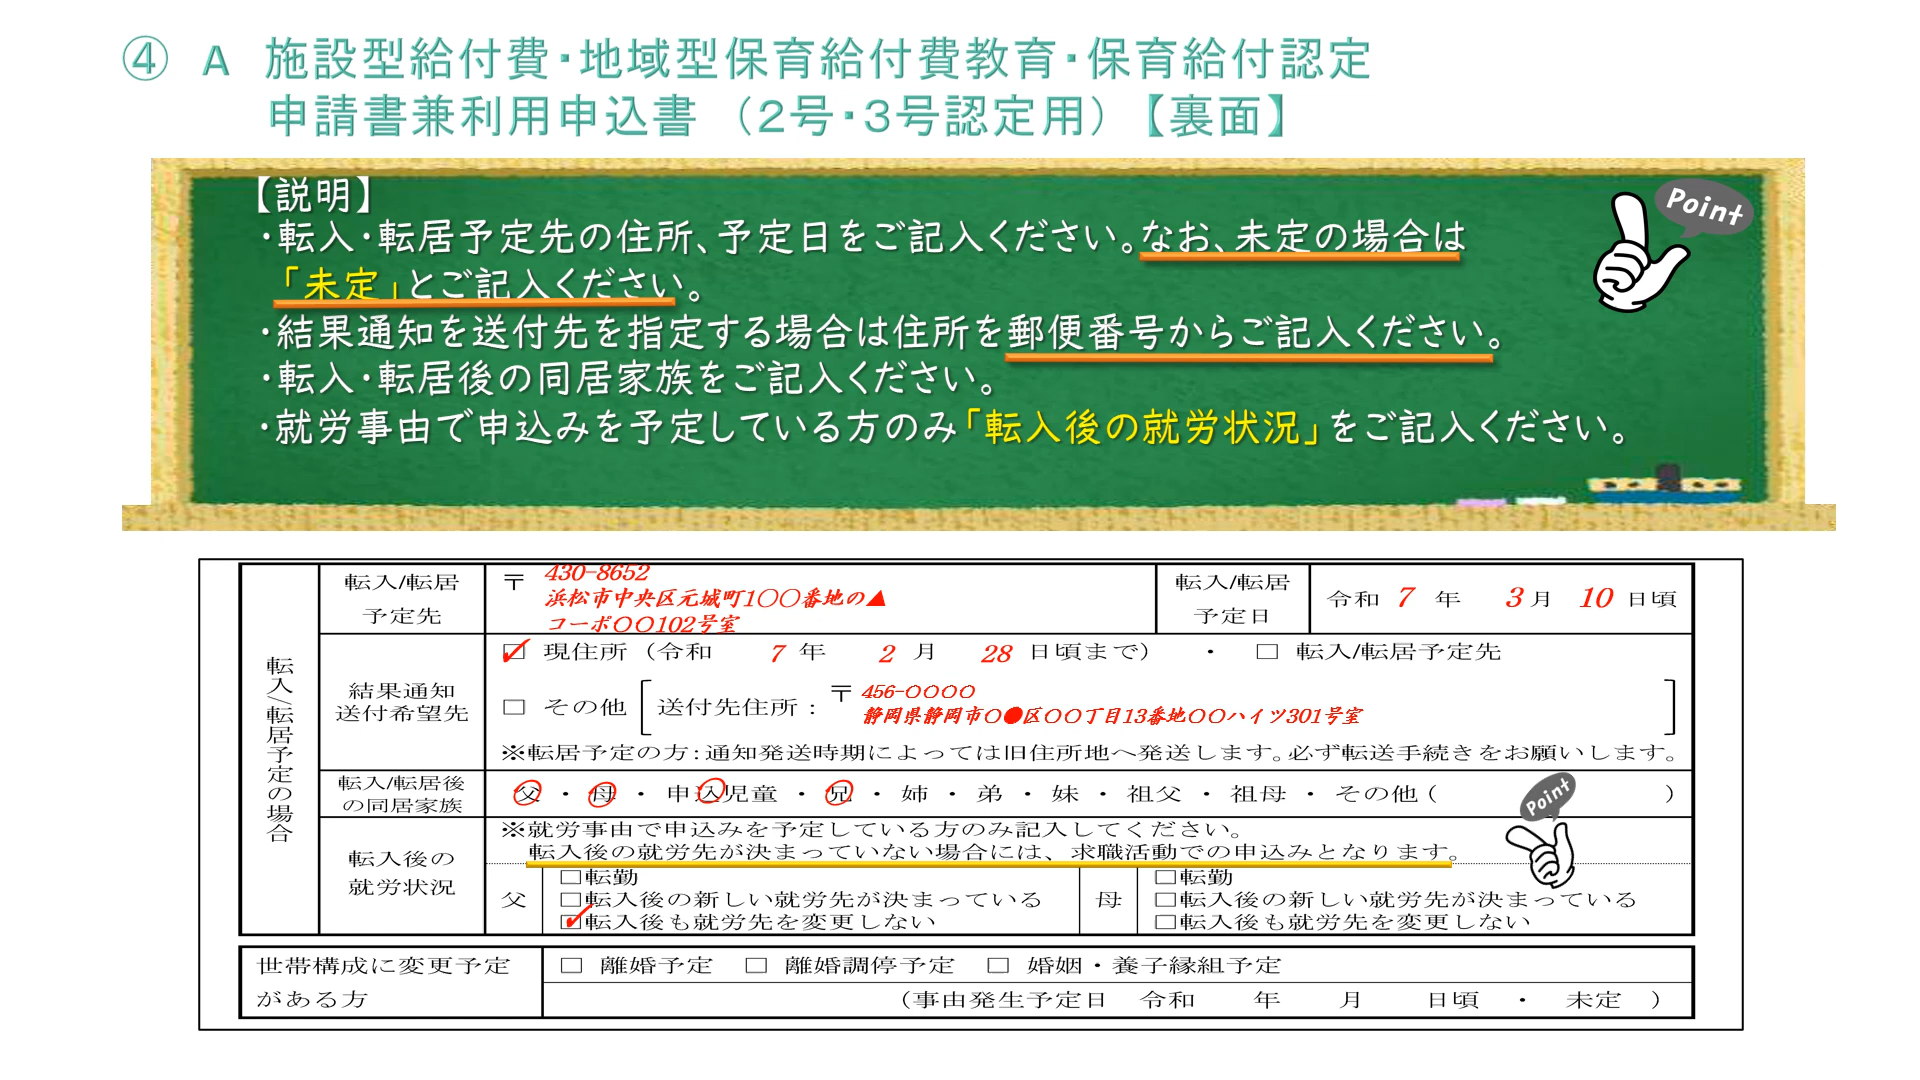 ④ A 施設型給付費・地域型保育給付費教育・保育給付認定
申請書兼利用申込書 （2号・3号認定用）【裏面】
【説明】
・転入・転居予定先の住所、予定日をご記入ください。なお、未定の場合は
「未定」とご記入ください。
・結果通知を送付先を指定する場合は住所を郵便番号からご記入ください。
・転入・転居後の同居家族をご記入ください。
・就労事由で申込みを予定している方のみ「転入後の就労状況」をご記入ください。
Point
転入/転居予定の場合
転入/転居
予定先
〒 430-8652
浜松市中央区元城町1〇〇番地の▲
コーポ〇〇102号室
転入/転居
予定日
令和 7 年 3 月 10 日頃
結果通知
送付希望先
☑ 現住所（令和 7 年 2 月 28 日頃まで） ・ □ 転入/転居予定先
□ その他 [ 送付先住所： 〒 456-〇〇〇〇
静岡県静岡市〇●区〇〇丁目13番地〇〇ハイツ301号室 ]
※転居予定の方：通知発送時期によっては旧住所地へ発送します。必ず転送手続きをお願いします。
転入/転居後
の同居家族
父 ・ 母 ・ 申込児童 ・ 兄 ・ 姉 ・ 弟 ・ 妹 ・ 祖父 ・ 祖母 ・ その他（ ）
Point
転入後の
就労状況
※就労事由で申込みを予定している方のみ記入してください。
転入後の就労先が決まっていない場合には、求職活動での申込みとなります。
父
□転勤
□転入後の新しい就労先が決まっている
☑転入後も就労先を変更しない
母
□転勤
□転入後の新しい就労先が決まっている
□転入後も就労先を変更しない
世帯構成に変更予定
がある方
□ 離婚予定 □ 離婚調停予定 □ 婚姻・養子縁組予定
（事由発生予定日 令和 年 月 日頃 ・ 未定 ）